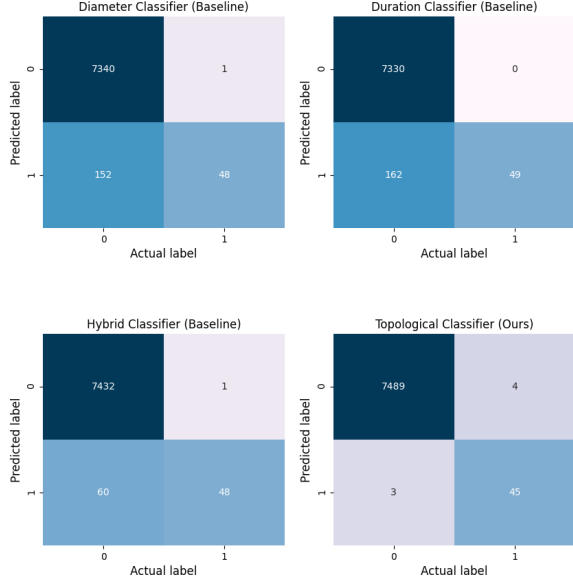 Diameter Classifier (Baseline)
Predicted label
0
1
7340
1
152
48
0
1
Actual label
Duration Classifier (Baseline)
Predicted label
0
1
7330
0
162
49
0
1
Actual label
Hybrid Classifier (Baseline)
Predicted label
0
1
7432
1
60
48
0
1
Actual label
Topological Classifier (Ours)
Predicted label
0
1
7489
4
3
45
0
1
Actual label